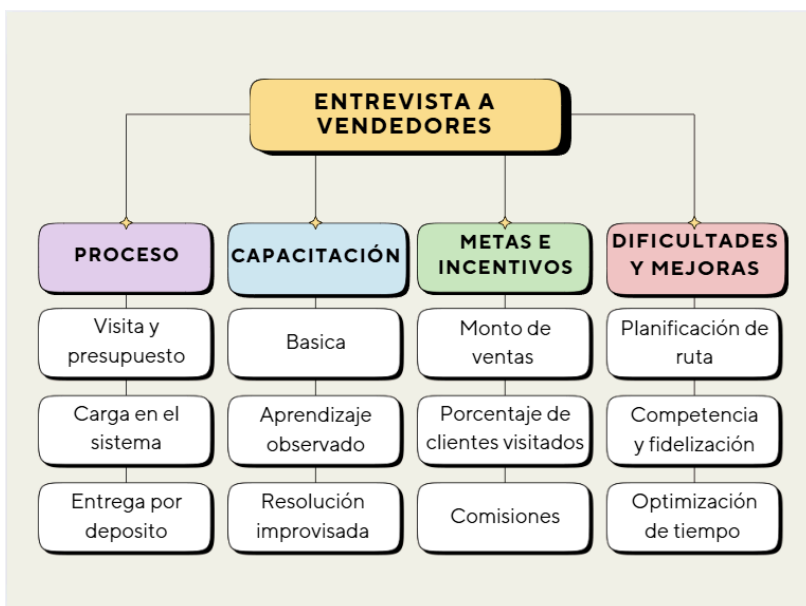 ENTREVISTA A
VENDEDORES
PROCESO
Visita y
presupuesto
Carga en el
sistema
Entrega por
deposito
CAPACITACIÓN
Basica
Aprendizaje
observado
Resolución
improvisada
METAS E
INCENTIVOS
Monto de
ventas
Porcentaje de
clientes visitados
Comisiones
DIFICULTADES
Y MEJORAS
Planificación de
ruta
Competencia
y fidelización
Optimización
de tiempo